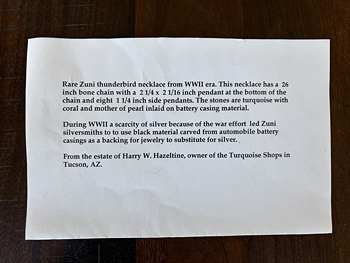 Rare Zuni thunderbird necklace from WWII era. This necklace has a 26
inch bone chain with a 2 1/4 x 2 1/16 inch pendant at the bottom of the
chain and eight 1 1/4 inch side pendants. The stones are turquoise with
coral and mother of pearl inlaid on battery casing material.
During WWII a scarcity of silver because of the war effort led Zuni
silversmiths to to use black material carved from automobile battery
casings as a backing for jewelry to substitute for silver.
From the estate of Harry W. Hazeltine, owner of the Turquoise Shops in
Tucson, AZ.